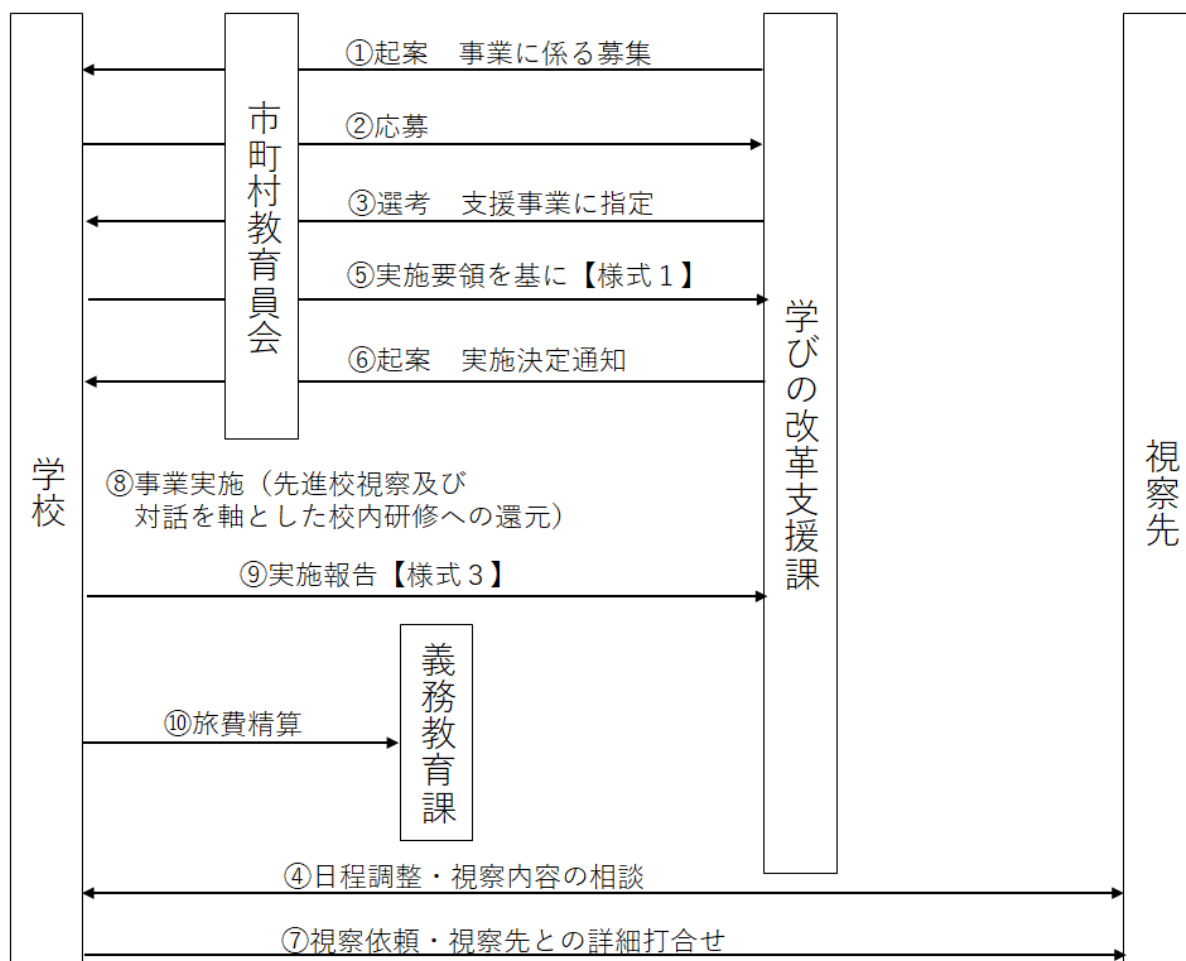 ①起案　事業に係る募集
②応募
③選考　支援事業に指定
⑤実施要領を基に【様式１】
⑥起案　実施決定通知
市町村教育員会
学校
学びの改革支援課
視察先
⑧事業実施（先進校視察及び
対話を軸とした校内研修への還元）
⑨実施報告【様式３】
義務教育課
⑩旅費精算
④日程調整・視察内容の相談
⑦視察依頼・視察先との詳細打合せ